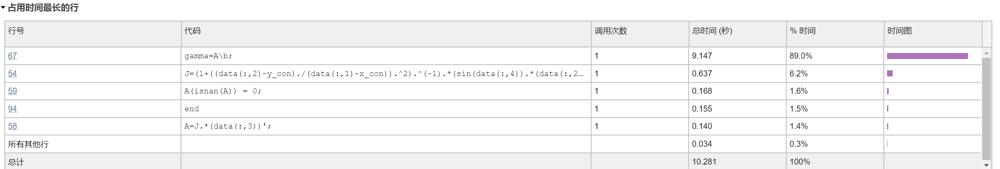 占用时间最长的行
行号 代码 调用次数 总时间 (秒) % 时间 时间图
67 gamma=A\b; 1 9.147 89.0%
54 J=(1+((data(:,2)-y_con)./(data(:,1)-x_con)).^2).^(-1).*(sin(data(:,4)).*(data(:,2… 1 0.637 6.2%
59 A(isnan(A)) = 0; 1 0.168 1.6%
94 end 1 0.155 1.5%
58 A=J.*(data(:,3))'; 1 0.140 1.4%
所有其他行 0.034 0.3%
总计 10.281 100%